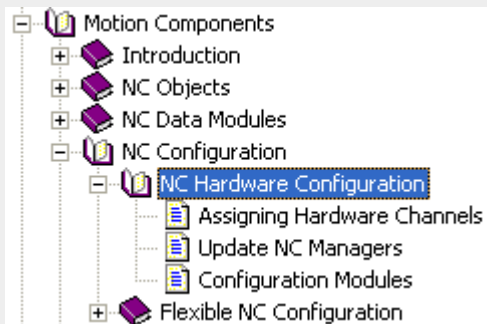 Motion Components
Introduction
NC Objects
NC Data Modules
NC Configuration
NC Hardware Configuration
Assigning Hardware Channels
Update NC Managers
Configuration Modules
Flexible NC Configuration